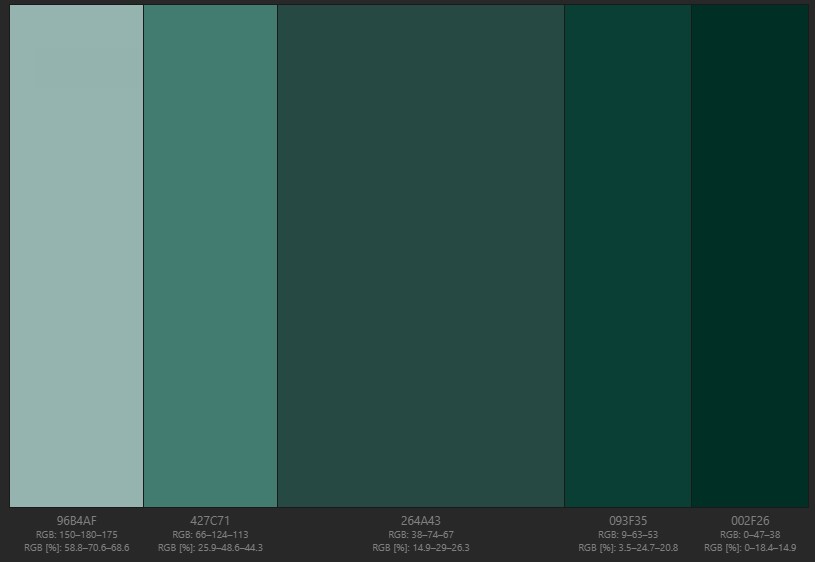 96B4AF
RGB: 150–180–175
RGB [%]: 58.8–70.6–68.6
427C71
RGB: 66–124–113
RGB [%]: 25.9–48.6–44.3
264A43
RGB: 38–74–67
RGB [%]: 14.9–29–26.3
093F35
RGB: 9–63–53
RGB [%]: 3.5–24.7–20.8
002F26
RGB: 0–47–38
RGB [%]: 0–18.4–14.9